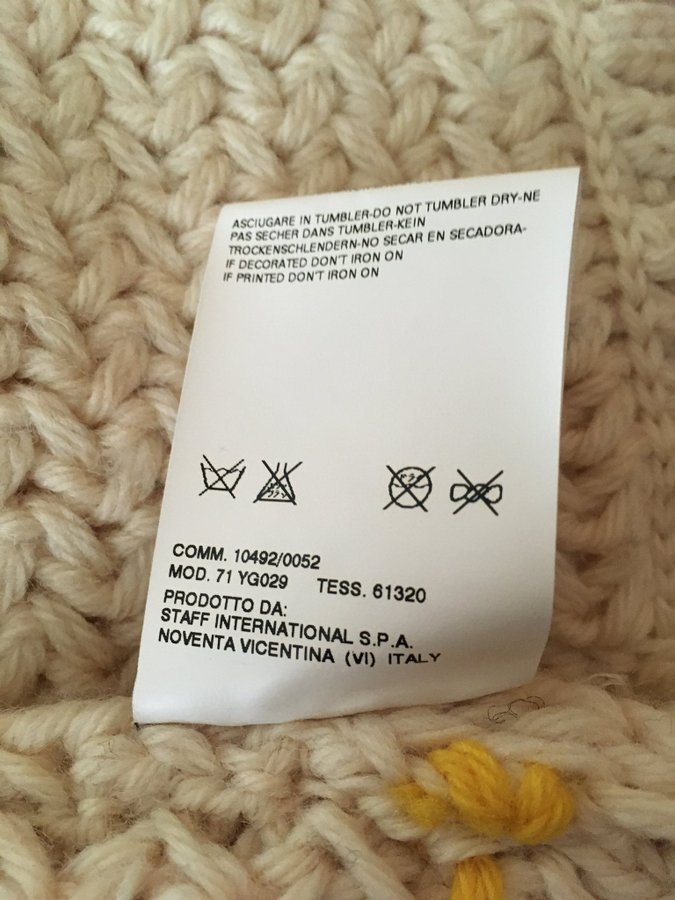 ASCIUGARE IN TUMBLER-DO NOT TUMBLER DRY-NE
PAS SECHER DANS TUMBLER-KEIN
TROCKENSCHLENDERN-NO SECAR EN SECADORA-
IF DECORATED DON'T IRON ON
IF PRINTED DON'T IRON ON
COMM. 10492/0052
MOD. 71 YG029 TESS. 61320
PRODOTTO DA:
STAFF INTERNATIONAL S.P.A.
NOVENTA VICENTINA (VI) ITALY